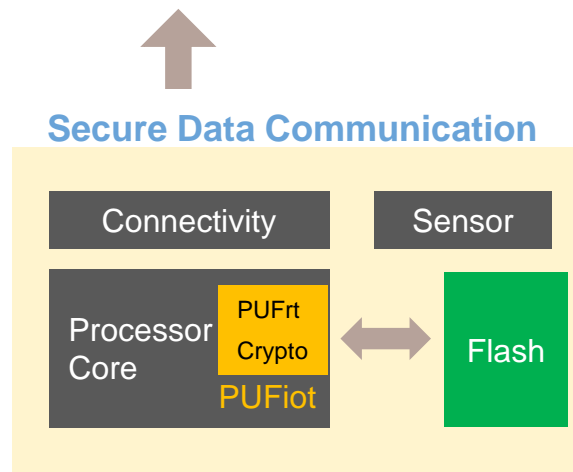 Secure Data Communication
Connectivity
Sensor
Processor
Core
PUFrt
Crypto
PUFiot
Flash